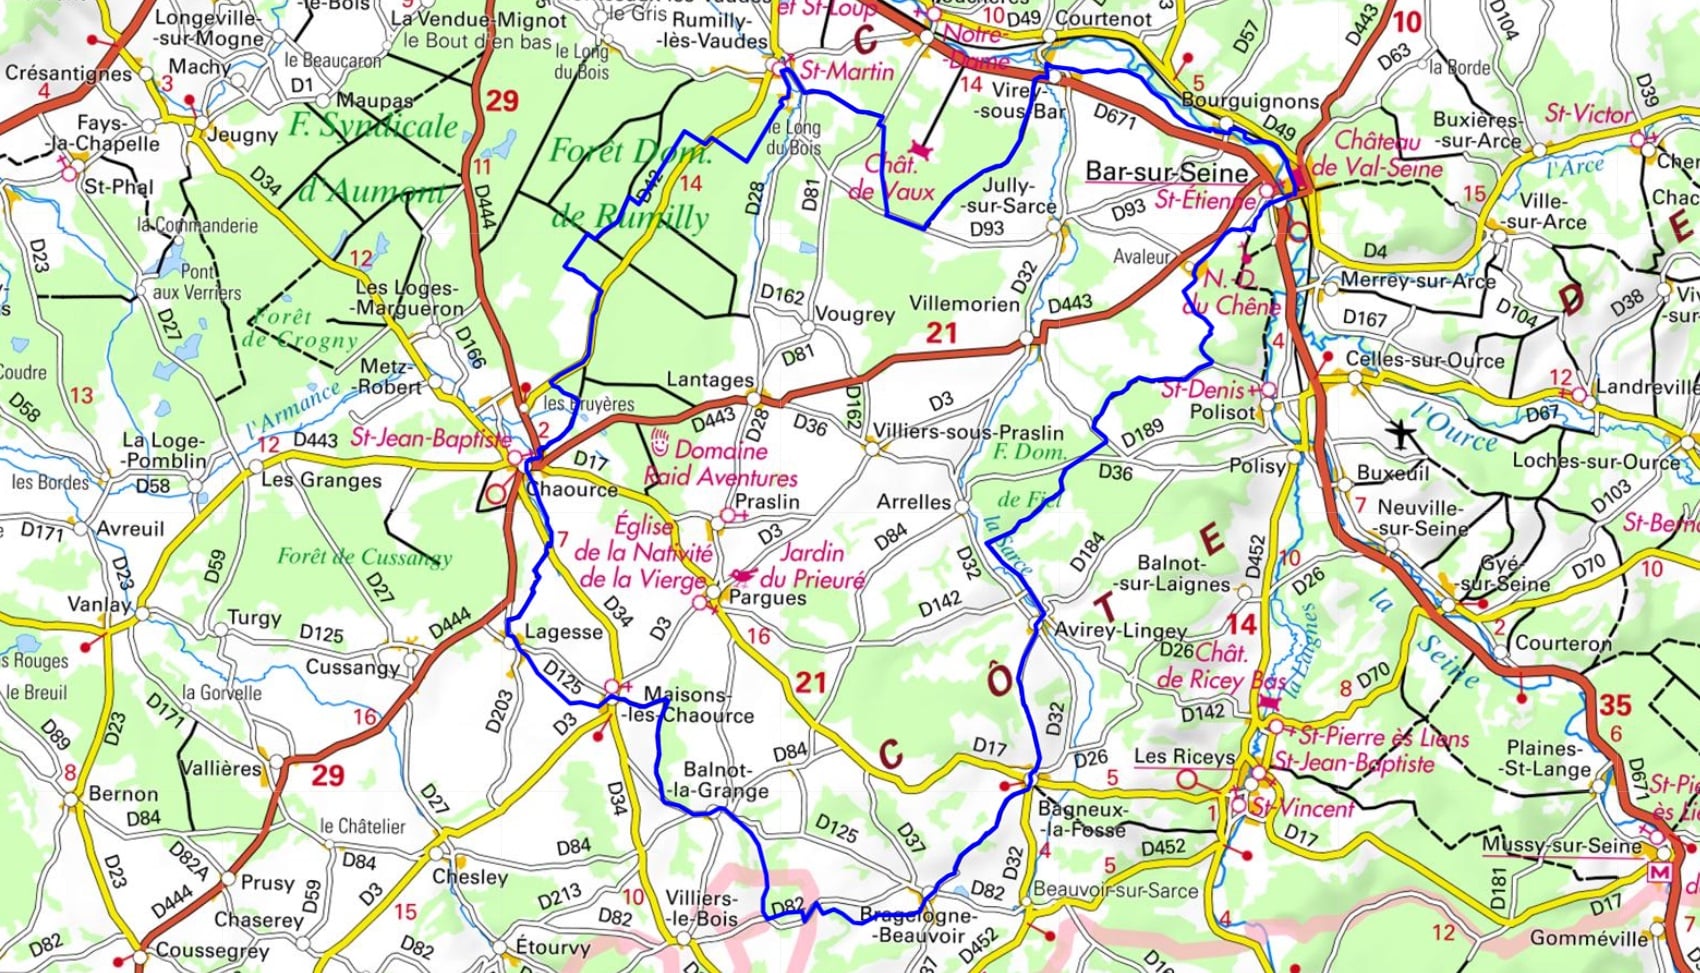 le-Bois
Longeville-
-sur-Mogne
La Vendue-Mignot
le Bout d'en bas
le Gris
Rumilly-
-lès-Vaudes
et St-Loup
C
10
D49
Courtenot
Notre-
-Dame
3
D57
D443
10
D104
D63
la Borde
Crésantignes
4
Machy
3
le Beaucaron
D1
le Long
du Bois
St-Martin
14
Virey-
-sous-Bar
D671
5
Bourguignons
D49
D39
St-Victor
Maupas
29
Fays-
-la-Chapelle
Jeugny
F. Syndicale
d'Aumont
le Long
du Bois
Château
de Val-Seine
Buxières-
-sur-Arce
l'Arce
St-Phal
D34
11
D444
Forêt Dom.
de Rumilly
D42
14
D28
D81
Chât.
de Vaux
Jully-
-sur-Sarce
Bar-sur-Seine
St-Étienne
15
Ville-
-sur-Arce
E
la Commanderie
D23
Pont
aux Verriers
12
D93
D93
Avaleur
D4
D27
Les Loges-
-Margueron
Forêt
de Crogny
D166
D162
Vougrey
Villemorien
D32
D443
N. D.
du Chêne
Merrey-sur-Arce
D104
D
D38
D167
21
D81
4
Metz-
-Robert
13
D58
l'Armance
les Bruyères
Lantages
D443
D28
D36
D162
D3
Celles-sur-Ource
12
Landreville
St-Denis
Polisot
D67
l'Ource
La Loge-
-Pomblin
12
D443
St-Jean-Baptiste
2
D17
Chaource
Domaine
Raid Aventures
Villiers-sous-Praslin
F. Dom.
de Fiel
D189
D36
Polisy
Loches-sur-Ource
les Bordes
D58
Les Granges
Praslin
Arrelles
Buxeuil
Neuville-
-sur-Seine
7
D103
D171
Avreuil
D59
Forêt de Cussangy
7
Église
de la Nativité
de la Vierge
D3
D84
Jardin
du Prieuré
D32
la Sarce
D184
E
D452
10
D26
Balnot-
-sur-Laignes
Gyé-
-sur-Seine
D70
10
D23
D27
Vanlay
Turgy
D125
D444
Cussangy
Lagesse
D34
D3
Pargues
16
D142
T
Avirey-Lingey
14
D26
Chât.
de Ricey Bas
la Laignes
la
Seine
2
Courteron
le Breuil
la Gorvelle
D171
D203
D125
Maisons-
-les-Chaource
D3
21
Ô
D32
D142
8
D70
35
6
D89
D23
16
Vallières
29
8
Bernon
D84
D27
D34
Balnot-
-la-Grange
D84
C
D17
D26
5
Les Riceys
St-Pierre ès Liens
St-Jean-Baptiste
St-Vincent
1
Plaines-
-St-Lange
D671
Bagneux-
-la-Fosse
D17
le Châtelier
D84
D84
D125
D37
4
D452
5
Mussy-sur-Seine
M
D82A
D23
D444
Prusy
D59
D3
Chesley
D213
10
D82
D32
Beauvoir-sur-Sarce
D181
D17
Chaserey
15
D82
Villiers-
-le-Bois
D82
Bragelogne-
-Beauvoir
D452
4
12
Gomméville
7
D82
Coussegrey
D82
Étourvy